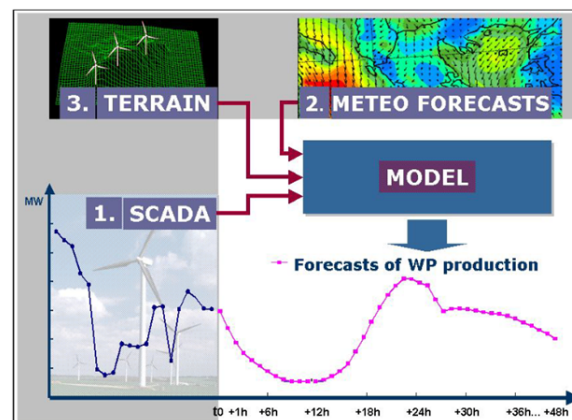 3. TERRAIN
2. METEO FORECASTS
MODEL
1. SCADA
MW
Forecasts of WP production
t0 +1h +6h +12h +18h +24h +30h +36h... +48h